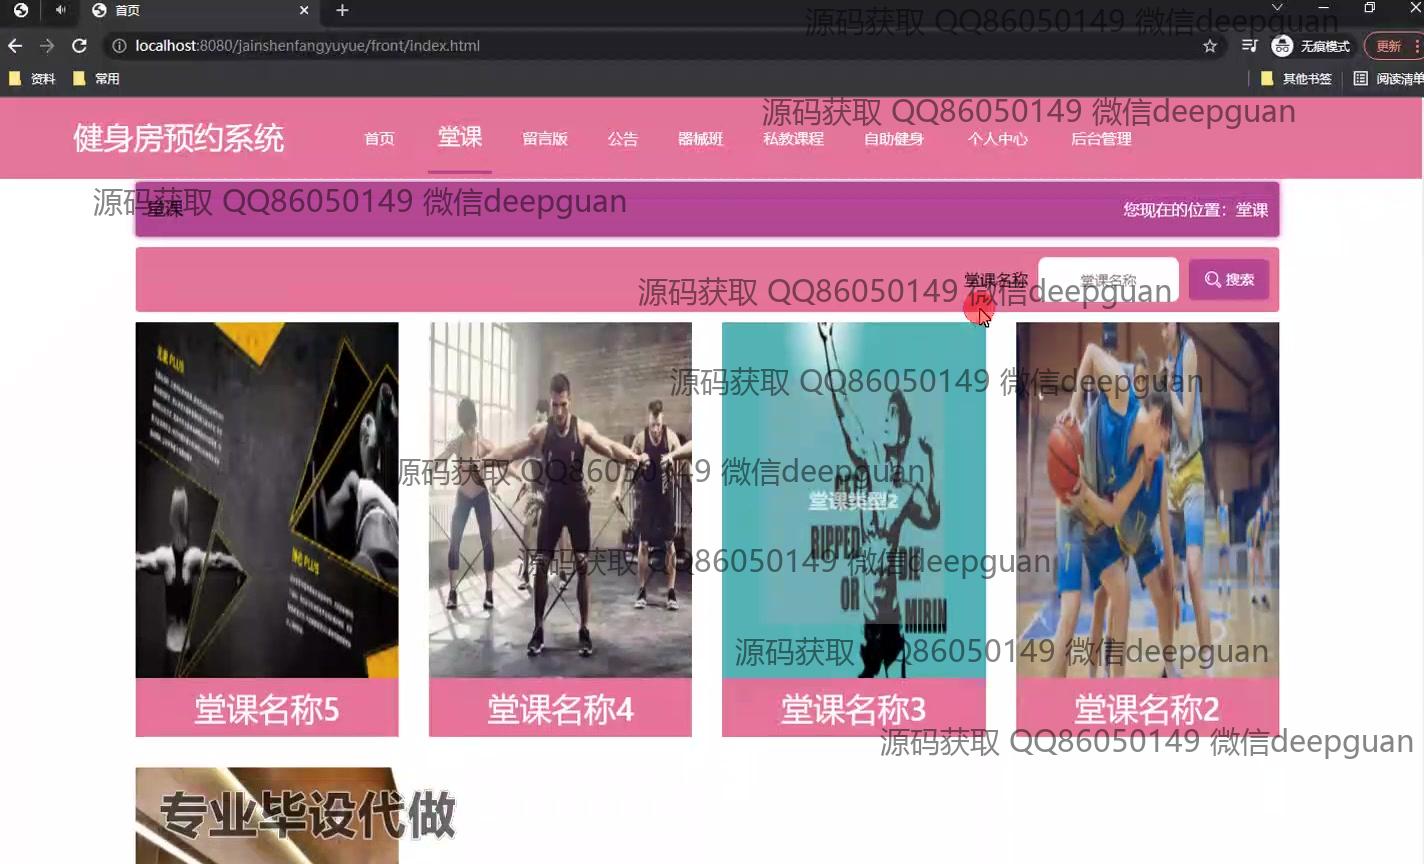 首页
localhost:8080/jainshenfangyuyue/front/index.html
无痕模式
更新
资料
常用
其他书签
阅读清单
源码获取 QQ86050149 微信deepguan
源码获取 QQ86050149 微信deepguan
健身房预约系统
首页
堂课
留言版
公告
器械班
私教课程
自助健身
个人中心
后台管理
源码获取 QQ86050149 微信deepguan
堂课
您现在的位置：堂课
堂课名称
堂课名称
搜索
源码获取 QQ86050149 微信deepguan
源码获取 QQ86050149 微信deepguan
源码获取 QQ86050149 微信deepguan
堂课类型2
RIPPED
OR
DIE
MIRIN
源码获取 QQ86050149 微信deepguan
源码获取 QQ86050149 微信deepguan
堂课名称5
堂课名称4
堂课名称3
堂课名称2
源码获取 QQ86050149 微信deepguan
专业毕设代做